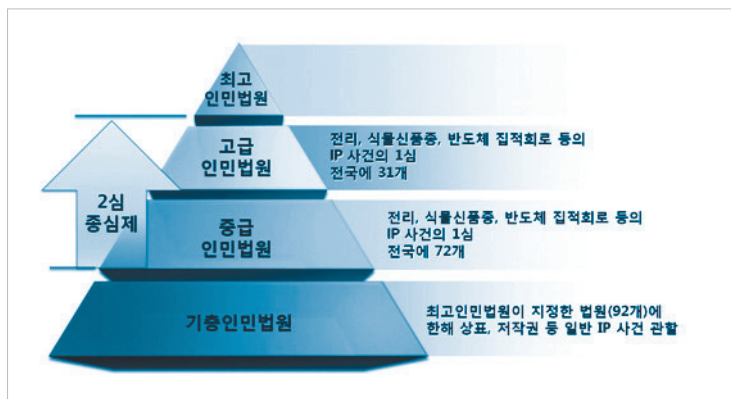 최고
인민법원
고급
인민법원
전리, 식물신품종, 반도체 집적회로 등의
IP 사건의 1심
전국에 31개
2심
종심제
중급
인민법원
전리, 식물신품종, 반도체 집적회로 등의
IP 사건의 1심
전국에 72개
기층인민법원
최고인민법원이 지정한 법원(92개)에
한해 상표, 저작권 등 일반 IP 사건 관할